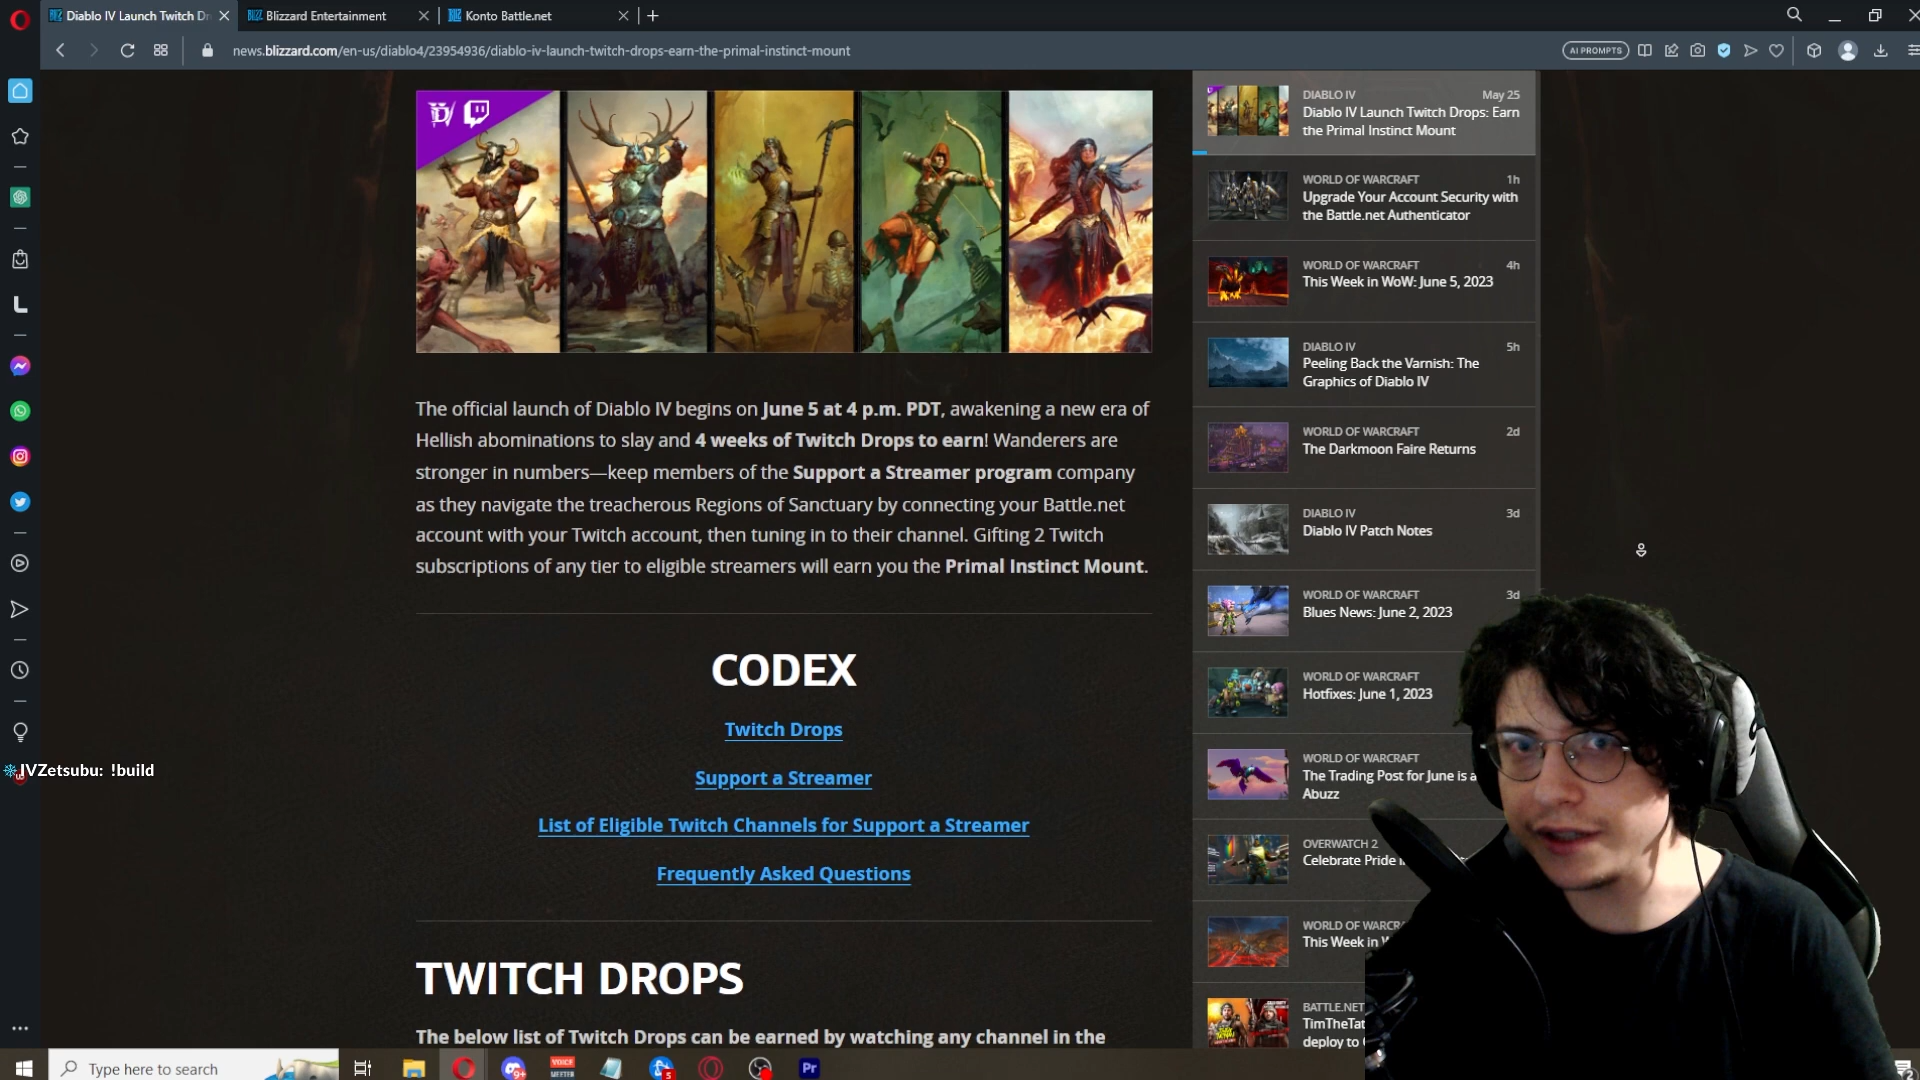 Diablo IV Launch Twitch Dr
Blizzard Entertainment
Konto Battle.net
news.blizzard.com/en-us/diablo4/23954936/diablo-iv-launch-twitch-drops-earn-the-primal-instinct-mount
AI PROMPTS
The official launch of Diablo IV begins on June 5 at 4 p.m. PDT, awakening a new era of
Hellish abominations to slay and 4 weeks of Twitch Drops to earn! Wanderers are
stronger in numbers—keep members of the Support a Streamer program company
as they navigate the treacherous Regions of Sanctuary by connecting your Battle.net
account with your Twitch account, then tuning in to their channel. Gifting 2 Twitch
subscriptions of any tier to eligible streamers will earn you the Primal Instinct Mount.
CODEX
Twitch Drops
Support a Streamer
List of Eligible Twitch Channels for Support a Streamer
Frequently Asked Questions
TWITCH DROPS
The below list of Twitch Drops can be earned by watching any channel in the
DIABLO IV May 25
Diablo IV Launch Twitch Drops: Earn
the Primal Instinct Mount
WORLD OF WARCRAFT 1h
Upgrade Your Account Security with
the Battle.net Authenticator
WORLD OF WARCRAFT 4h
This Week in WoW: June 5, 2023
DIABLO IV 5h
Peeling Back the Varnish: The
Graphics of Diablo IV
WORLD OF WARCRAFT 2d
The Darkmoon Faire Returns
DIABLO IV 3d
Diablo IV Patch Notes
WORLD OF WARCRAFT 3d
Blues News: June 2, 2023
WORLD OF WARCRAFT
Hotfixes: June 1, 2023
WORLD OF WARCRAFT
The Trading Post for June is a
Abuzz
OVERWATCH 2
Celebrate Pride i
WORLD OF WARCR
This Week in
BATTLE.NET
TimTheTat
deploy to
IVZetsubu: !build
Type here to search
VOICE
Pr